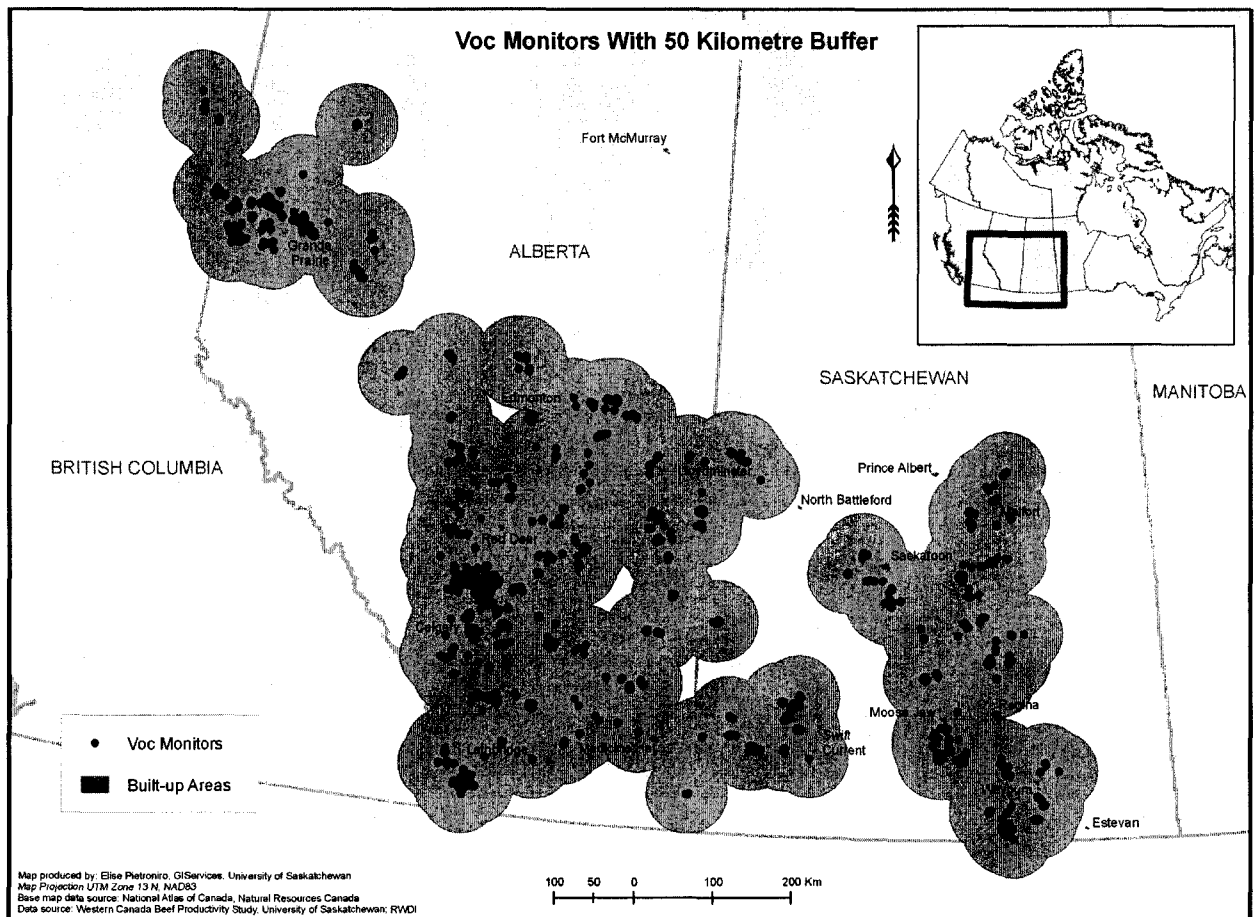 Voc Monitors With 50 Kilometre Buffer
Fort McMurray
Grande
Prairie
ALBERTA
SASKATCHEWAN
MANITOBA
Edmonton
BRITISH COLUMBIA
Prince Albert
North Battleford
Red Deer
Saskatoon
Calgary
Moose Jaw
Regina
Swift
Current
Lethbridge
Estevan
Voc Monitors
Built-up Areas
Map produced by: Elise Pietroniro, GIServices, University of Saskatchewan
Map Projection UTM Zone 13 N, NAD83
Base map data source: National Atlas of Canada, Natural Resources Canada
Data source: Western Canada Beef Productivity Study, University of Saskatchewan; RWDI
100 50 0 100 200 Km